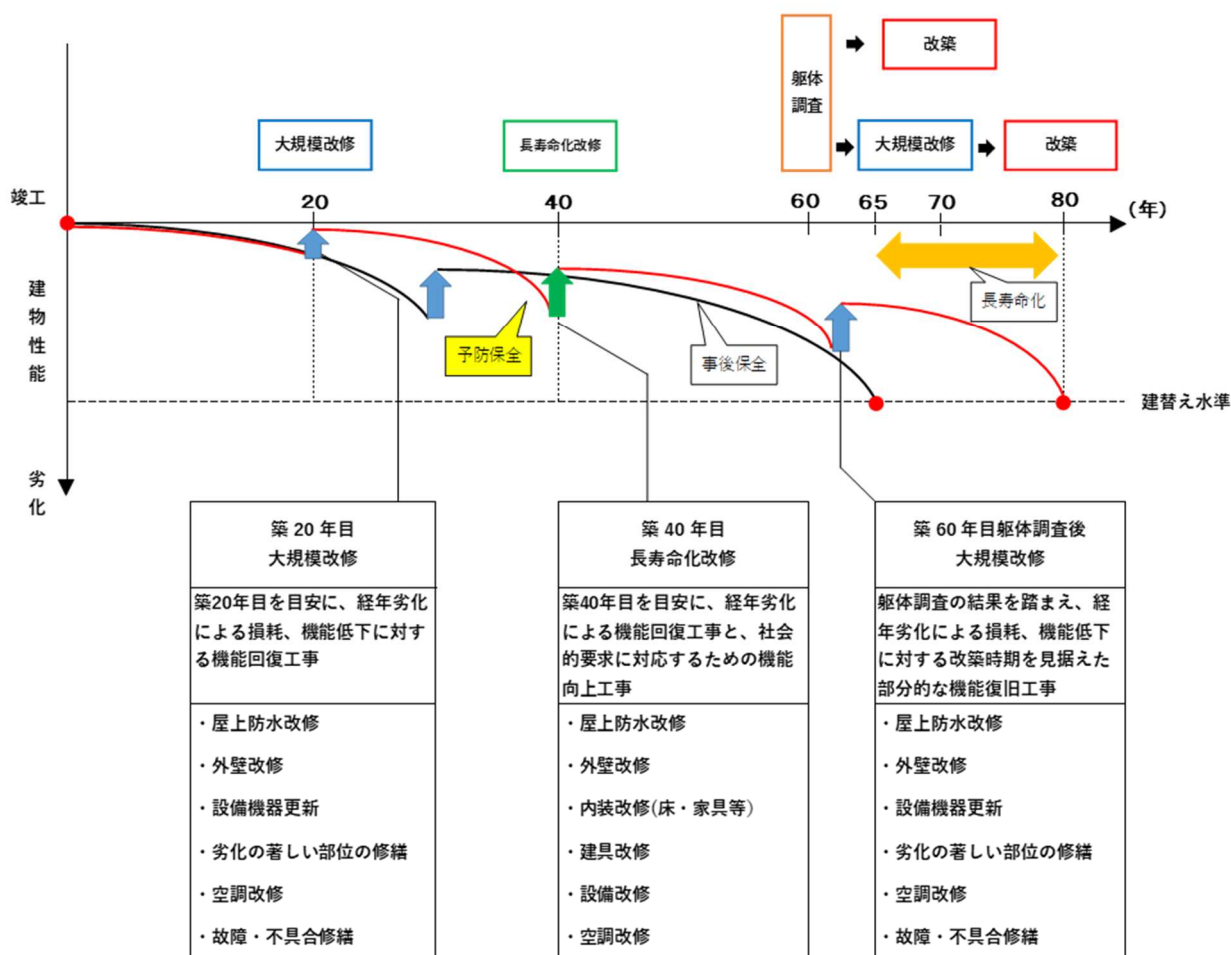 改築
躯体
調査
大規模改修
長寿命化改修
大規模改修
改築
竣工
20
40
60
65
70
80
(年)
建物性能
長寿命化
予防保全
事後保全
建替え水準
劣化
築 20 年目
大規模改修
築20年目を目安に、経年劣化
による損耗、機能低下に対す
る機能回復工事
・屋上防水改修
・外壁改修
・設備機器更新
・劣化の著しい部位の修繕
・空調改修
・故障・不具合修繕
築 40 年目
長寿命化改修
築40年目を目安に、経年劣化
による機能回復工事と、社会
的要求に対応するための機能
向上工事
・屋上防水改修
・外壁改修
・内装改修(床・家具等)
・建具改修
・設備改修
・空調改修
築 60 年目躯体調査後
大規模改修
躯体調査の結果を踏まえ、経
年劣化による損耗、機能低下
に対する改築時期を見据えた
部分的な機能復旧工事
・屋上防水改修
・外壁改修
・設備機器更新
・劣化の著しい部位の修繕
・空調改修
・故障・不具合修繕